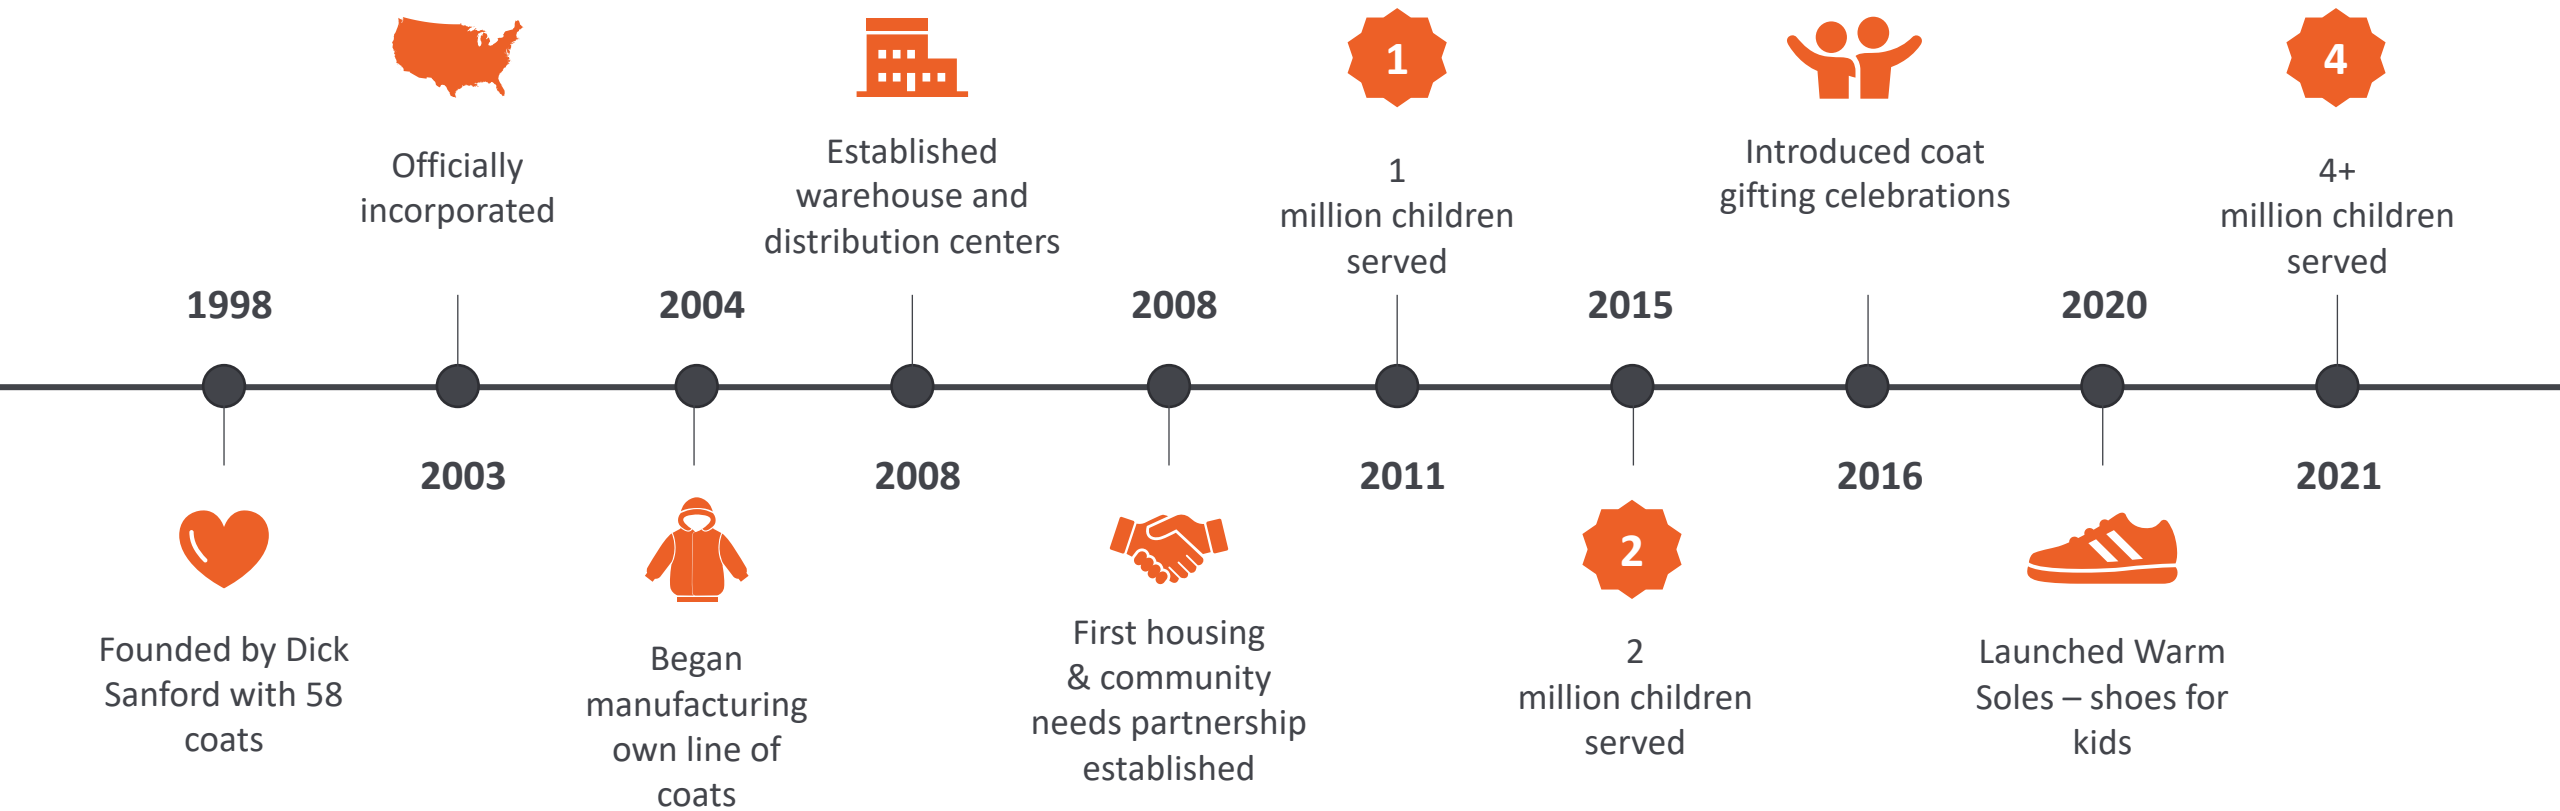 1998
Founded by Dick
Sanford with 58
coats
Officially
incorporated
2003
2004
Began
manufacturing
own line of
coats
Established
warehouse and
distribution centers
2008
2008
First housing
& community
needs partnership
established
1
1
million children
served
2011
2015
2
2
million children
served
Introduced coat
gifting celebrations
2016
2020
Launched Warm
Soles – shoes for
kids
4
4+
million children
served
2021